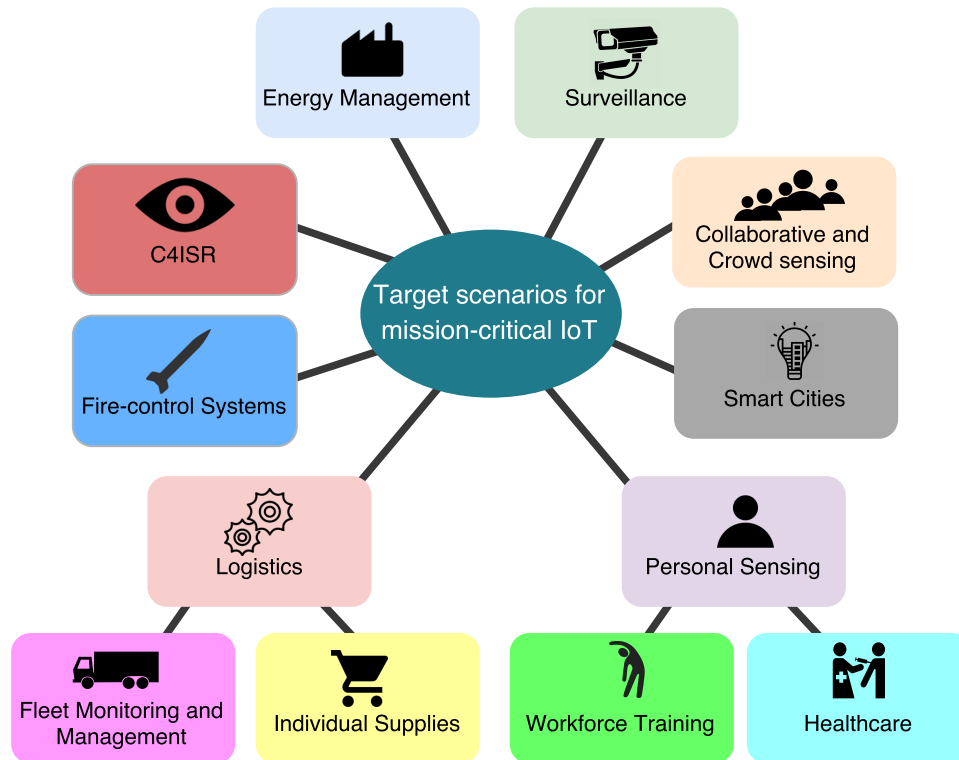 Energy Management
Surveillance
C4ISR
Collaborative and
Crowd sensing
Target scenarios for
mission-critical IoT
Fire-control Systems
Smart Cities
Logistics
Personal Sensing
Fleet Monitoring and
Management
Individual Supplies
Workforce Training
Healthcare